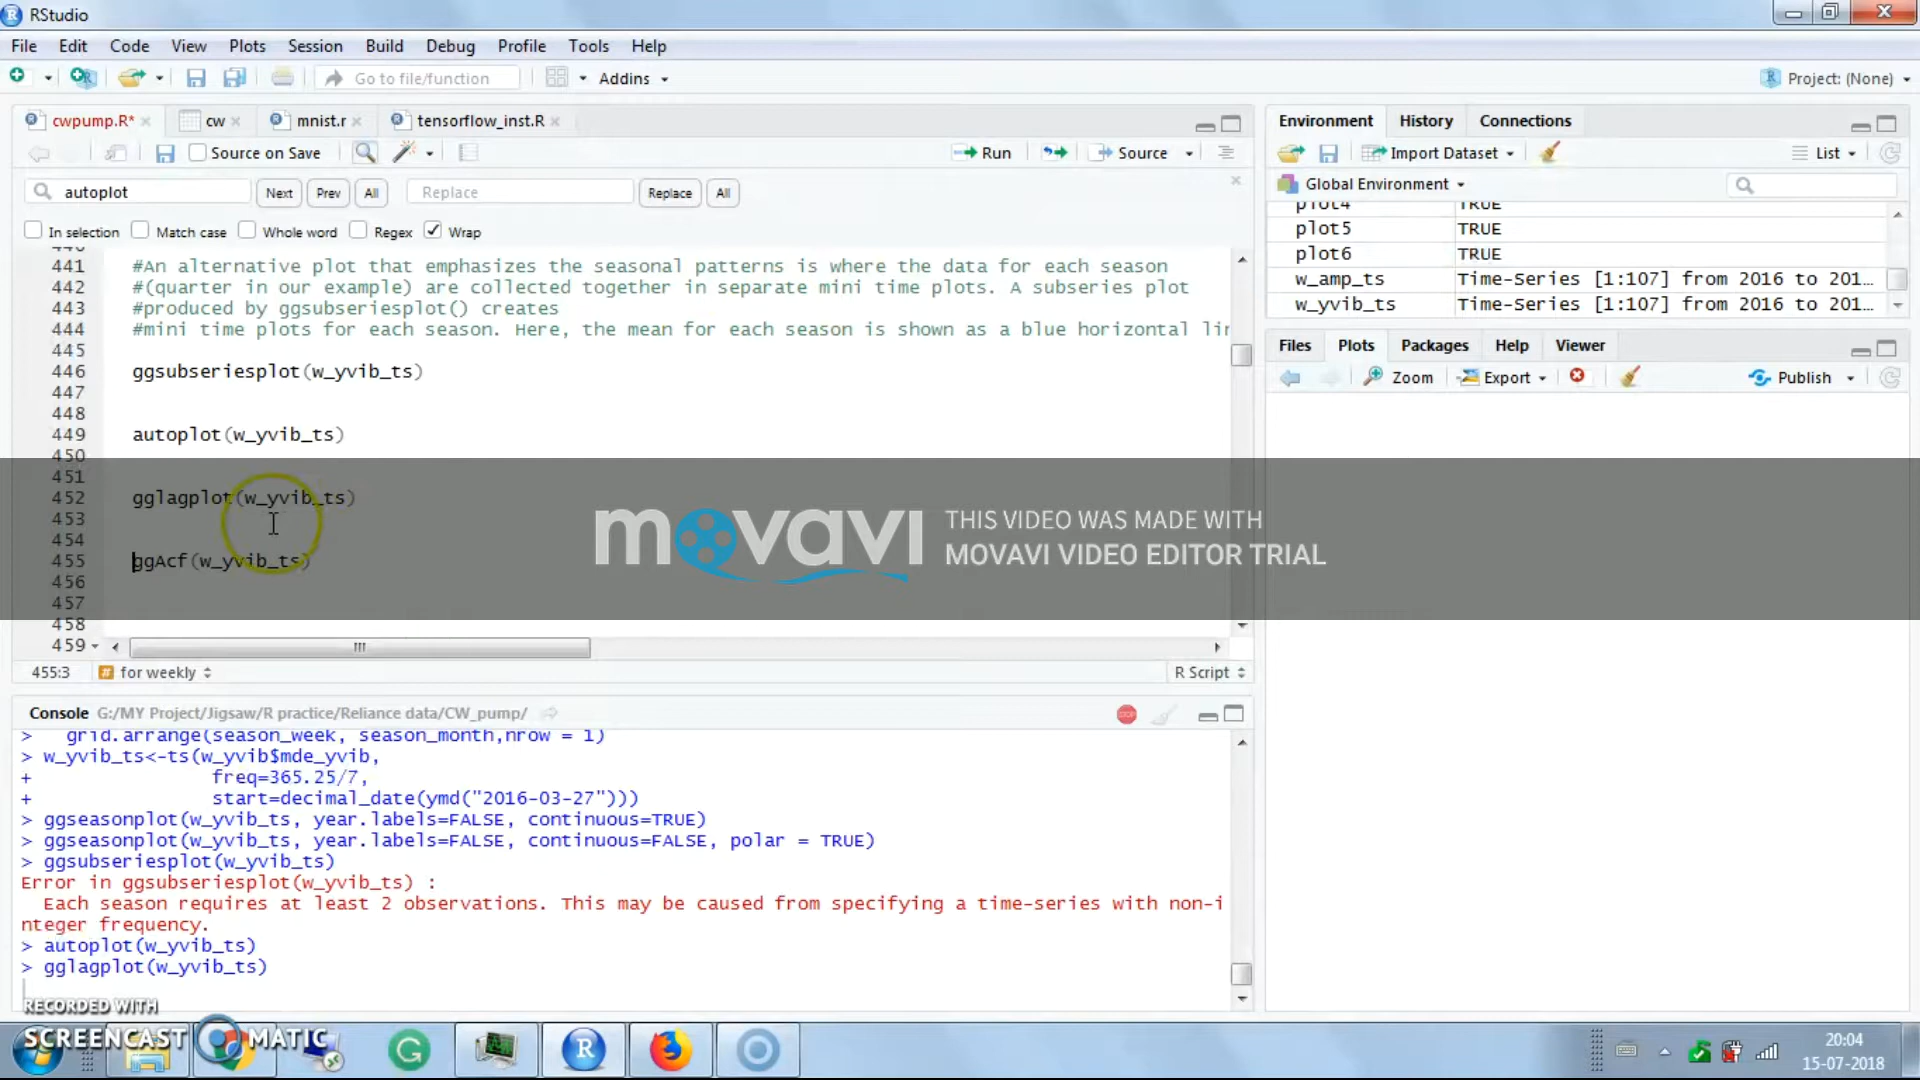 RStudio
File Edit Code View Plots Session Build Debug Profile Tools Help
Go to file/function Addins Project: (None)
cwpump.R* cw mnist.r tensorflow_inst.R
Source on Save Run Source
autoplot Next Prev All Replace Replace All
In selection Match case Whole word Regex Wrap
441 #An alternative plot that emphasizes the seasonal patterns is where the data for each season
442 #(quarter in our example) are collected together in separate mini time plots. A subseries plot
443 #produced by ggsubseriesplot() creates
444 #mini time plots for each season. Here, the mean for each season is shown as a blue horizontal
445
446 ggsubseriesplot(w_yvib_ts)
447
448
449 autoplot(w_yvib_ts)
450
451
452 gglagplot(w_yvib_ts)
453
454
455 ggAcf(w_yvib_ts)
456
457
458
459
455:3 for weekly R Script
Console G:/MY Project/Jigsaw/R practice/Reliance data/CW_pump/
> grid.arrange(season_week, season_month,nrow = 1)
> w_yvib_ts<-ts(w_yvib$mde_yvib,
+ freq=365.25/7,
+ start=decimal_date(ymd("2016-03-27")))
> ggseasonplot(w_yvib_ts, year.labels=FALSE, continuous=TRUE)
> ggseasonplot(w_yvib_ts, year.labels=FALSE, continuous=FALSE, polar = TRUE)
> ggsubseriesplot(w_yvib_ts)
Error in ggsubseriesplot(w_yvib_ts) :
Each season requires at least 2 observations. This may be caused from specifying a time-series with non-i
nteger frequency.
> autoplot(w_yvib_ts)
> gglagplot(w_yvib_ts)
Environment History Connections
Import Dataset List
Global Environment
plot4 TRUE
plot5 TRUE
plot6 TRUE
w_amp_ts Time-Series [1:107] from 2016 to 201…
w_yvib_ts Time-Series [1:107] from 2016 to 201…
Files Plots Packages Help Viewer
Zoom Export Publish
movavi
THIS VIDEO WAS MADE WITH
MOVAVI VIDEO EDITOR TRIAL
RECORDED WITH
SCREENCAST MATIC
20:04
15-07-2018